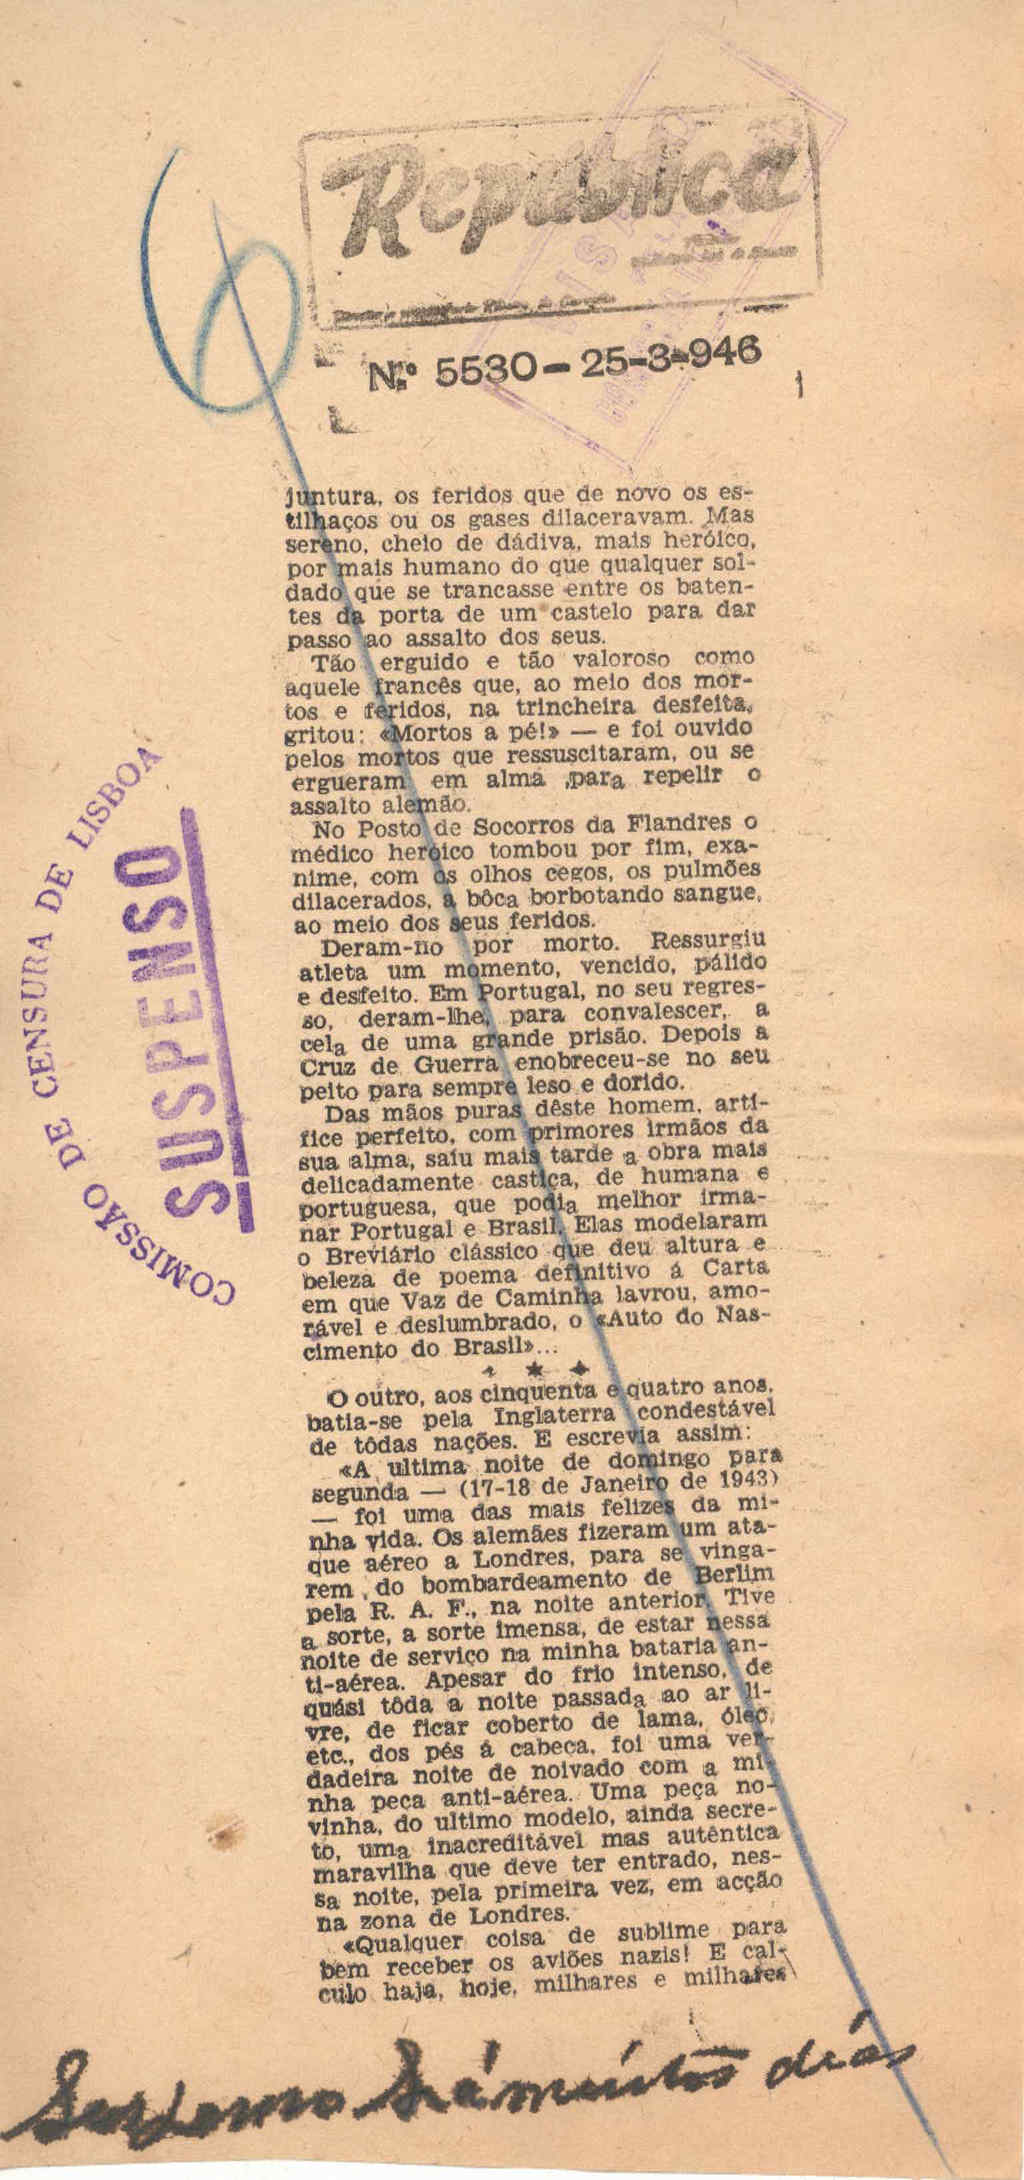 República
N.º 5530-25-3-946
juntura, os feridos que de novo os es-
tilhaços ou os gases dilaceravam. Mas
sereno, cheio de dádiva, mais heróico,
por mais humano do que qualquer sol-
dado que se trancasse entre os baten-
tes da porta de um castelo para dar
passo ao assalto dos seus.
Tão erguido e tão valoroso como
aquele francês que, ao meio dos mor-
tos e feridos, na trincheira desfeita,
gritou: «Mortos a pé!» — e foi ouvido
pelos mortos que ressuscitaram, ou se
ergueram em alma para repelir o
assalto alemão.
No Posto de Socorros da Flandres o
médico heróico tombou por fim, exa-
nime, com os olhos cegos, os pulmões
dilacerados, a bôca borbotando sangue,
ao meio dos seus feridos.
Deram-no por morto. Ressurgiu
atleta um momento, vencido, pálido
e desfeito. Em Portugal, no seu regres-
so, deram-lhe, para convalescer, a
cela de uma grande prisão. Depois a
Cruz de Guerra enobreceu-se no seu
peito para sempre leso e dorido.
Das mãos puras dêste homem, artí-
fice perfeito, com primores irmãos da
sua alma, saiu mais tarde a obra mais
delicadamente castiça, de humana e
portuguesa, que podia melhor irma-
nar Portugal e Brasil. Elas modelaram
o Breviário clássico que deu altura e
beleza de poema definitivo á Carta
em que Vaz de Caminha lavrou, amo-
rável e deslumbrado, o «Auto do Nas-
cimento do Brasil»...
O outro, aos cinquenta e quatro anos,
batia-se pela Inglaterra condestável
de tôdas nações. E escrevia assim:
«A ultima noite de domingo para
segunda — (17-18 de Janeiro de 1943)
— foi uma das mais felizes da mi-
nha vida. Os alemães fizeram um ata-
que aéreo a Londres, para se vinga-
rem do bombardeamento de Berlim
pela R. A. F., na noite anterior. Tive
a sorte, a sorte imensa, de estar nessa
noite de serviço na minha bataria an-
ti-aérea. Apesar do frio intenso, de
quási tôda a noite passada ao ar li-
vre, de ficar coberto de lama, óleo,
etc., dos pés á cabeça, foi uma ver-
dadeira noite de noivado com a mi-
nha peça anti-aérea. Uma peça no-
vinha, do ultimo modelo, ainda secre-
to, uma inacreditável mas autêntica
maravilha que deve ter entrado, nes-
sa noite, pela primeira vez, em acção
na zona de Londres.
«Qualquer coisa de sublime para
bem receber os aviões nazis! E cal-
culo haja, hoje, milhares e milhares
COMISSÃO DE CENSURA DE LISBOA
SUSPENSO
dias